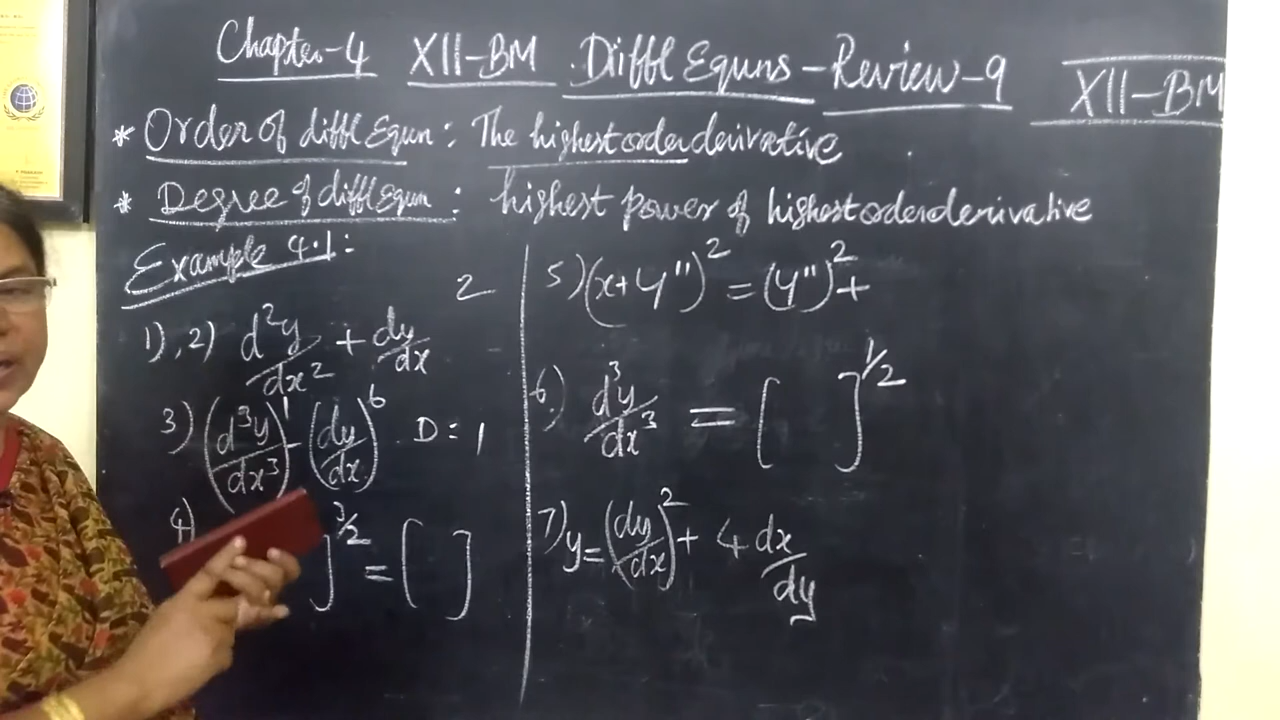 Chapter-4 XII-BM Diffl Equns-Review-9
XII-BM
* Order of diffl Equn: The highest order derivative
* Degree of diffl Equn: highest power of highest order derivative
Example 4.1:
2
1), 2) d²y/dx² + dy/dx
3) (d³y/dx³)¹ - (dy/dx)⁶ D = 1
4) ]^3/2 = [ ]
5) (x+y")² = (y")² +
6) d³y/dx³ = [ ]^1/2
7) y = (dy/dx)² + 4 dx/dy